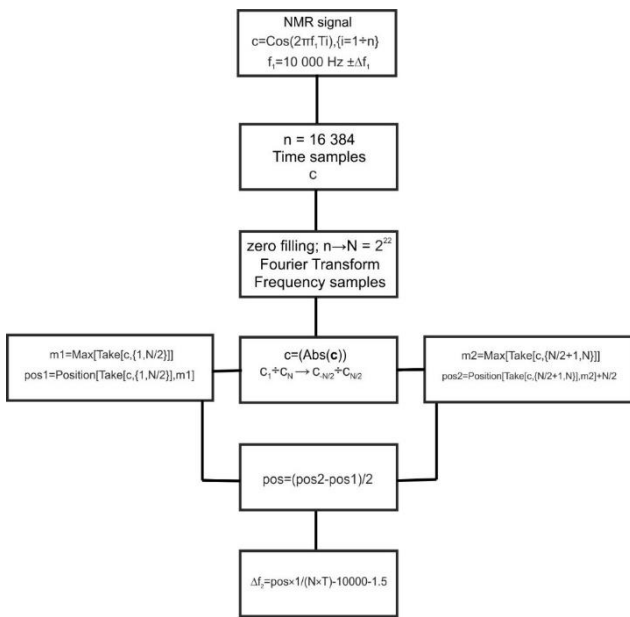 NMR signal
c=Cos(2πf₁Ti),{i=1÷n}
f₁=10 000 Hz ±Δf₁
n = 16 384
Time samples
c
zero filling; n→N = 2²²
Fourier Transform
Frequency samples
m1=Max[Take[c,{1,N/2}]]
pos1=Position[Take[c,{1,N/2}],m1]
c=(Abs(c))
C₁÷C_N → C_-N/2÷C_N/2
m2=Max[Take[c,{N/2+1,N}]]
pos2=Position[Take[c,{N/2+1,N}],m2]+N/2
pos=(pos2-pos1)/2
Δf₂=pos×1/(N×T)-10000-1.5